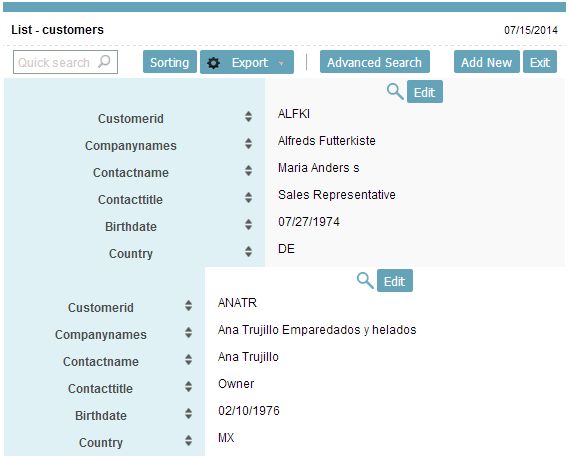 List - customers 07/15/2014
Quick search Sorting Export Advanced Search Add New Exit
Edit
Customerid ALFKI
Companynames Alfreds Futterkiste
Contactname Maria Anders s
Contacttitle Sales Representative
Birthdate 07/27/1974
Country DE
Edit
Customerid ANATR
Companynames Ana Trujillo Emparedados y helados
Contactname Ana Trujillo
Contacttitle Owner
Birthdate 02/10/1976
Country MX